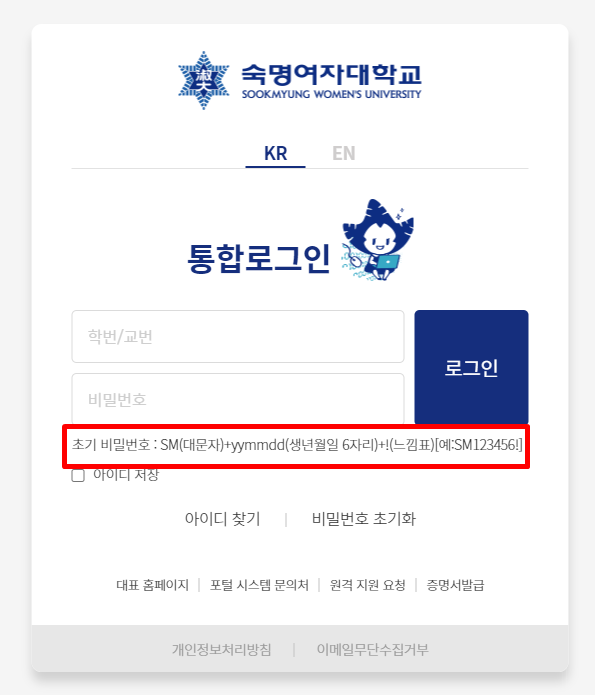 淑大
숙명여자대학교
SOOKMYUNG WOMEN'S UNIVERSITY
KR EN
통합로그인
학번/교번
로그인
비밀번호
초기 비밀번호 : SM(대문자)+yymmdd(생년월일 6자리)+!(느낌표)[예:SM123456!]
아이디 저장
아이디 찾기 | 비밀번호 초기화
대표 홈페이지 | 포털 시스템 문의처 | 원격 지원 요청 | 증명서발급
개인정보처리방침 | 이메일무단수집거부